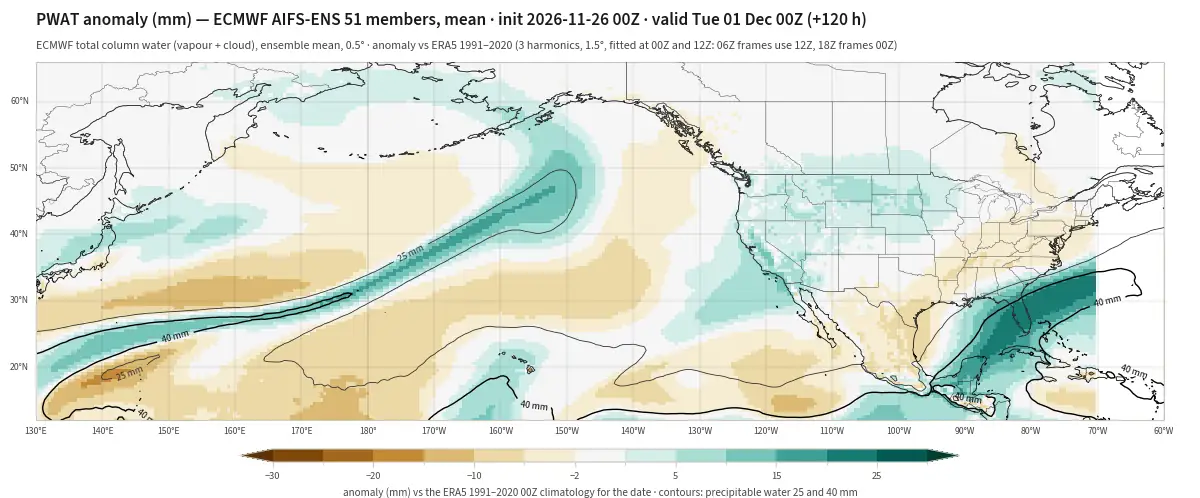 PWAT anomaly (mm) — ECMWF AIFS-ENS 51 members, mean · init 2026-11-26 00Z · valid Tue 01 Dec 00Z (+120 h)
ECMWF total column water (vapour + cloud), ensemble mean, 0.5° · anomaly vs ERA5 1991–2020 (3 harmonics, 1.5°, fitted at 00Z and 12Z: 06Z frames use 12Z, 18Z frames 00Z)
60°N
50°N
40°N
25 mm
30°N
40 mm
40 mm
20°N
25 mm
40 mm
40 mm
40 mm
40
130°E 140°E 150°E 160°E 170°E 180° 170°W 160°W 150°W 140°W 130°W 120°W 110°W 100°W 90°W 80°W 70°W 60°W
−30 −20 −10 −2 5 15 25
anomaly (mm) vs the ERA5 1991–2020 00Z climatology for the date · contours: precipitable water 25 and 40 mm